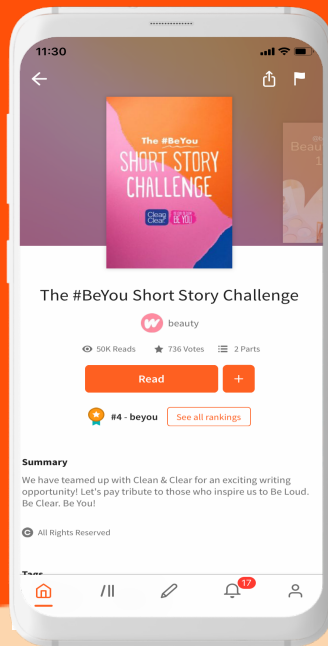 11:30
The #BeYou
SHORT STORY
CHALLENGE
Clean
Clear
BE YOU
Beau
1
The #BeYou Short Story Challenge
beauty
50K Reads
736 Votes
2 Parts
Read
+
#4 - beyou
See all rankings
Summary
We have teamed up with Clean & Clear for an exciting writing
opportunity! Let's pay tribute to those who inspire us to Be Loud.
Be Clear. Be You!
© All Rights Reserved
Tags
17